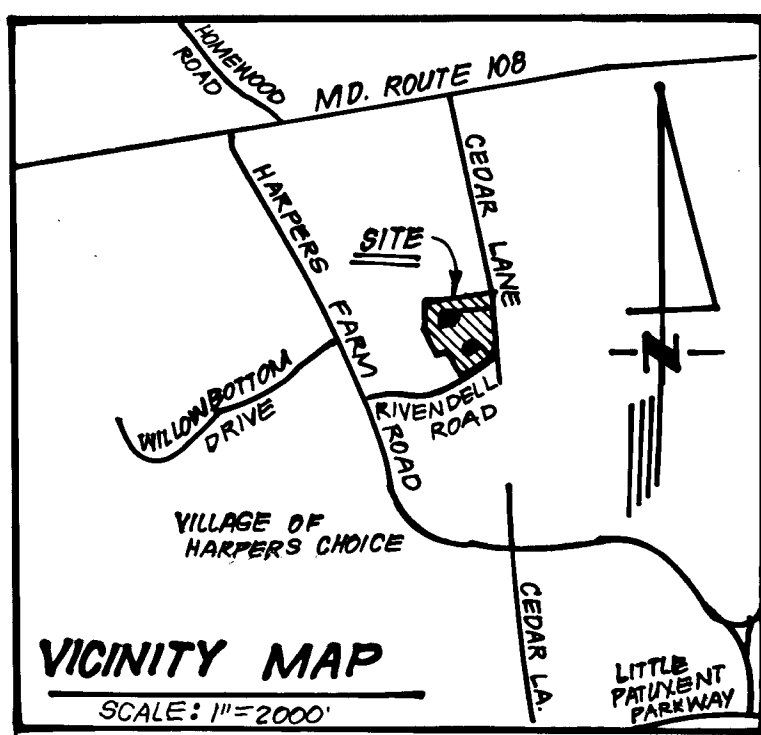 HOMEWOOD
ROAD
MD. ROUTE 108
HARPERS FARM ROAD
CEDAR LANE
SITE
N
WILLOWBOTTOM
DRIVE
RIVENDELL
ROAD
VILLAGE OF
HARPERS CHOICE
CEDAR LA.
LITTLE
PATUXENT
PARKWAY
VICINITY MAP
SCALE: 1"=2000'